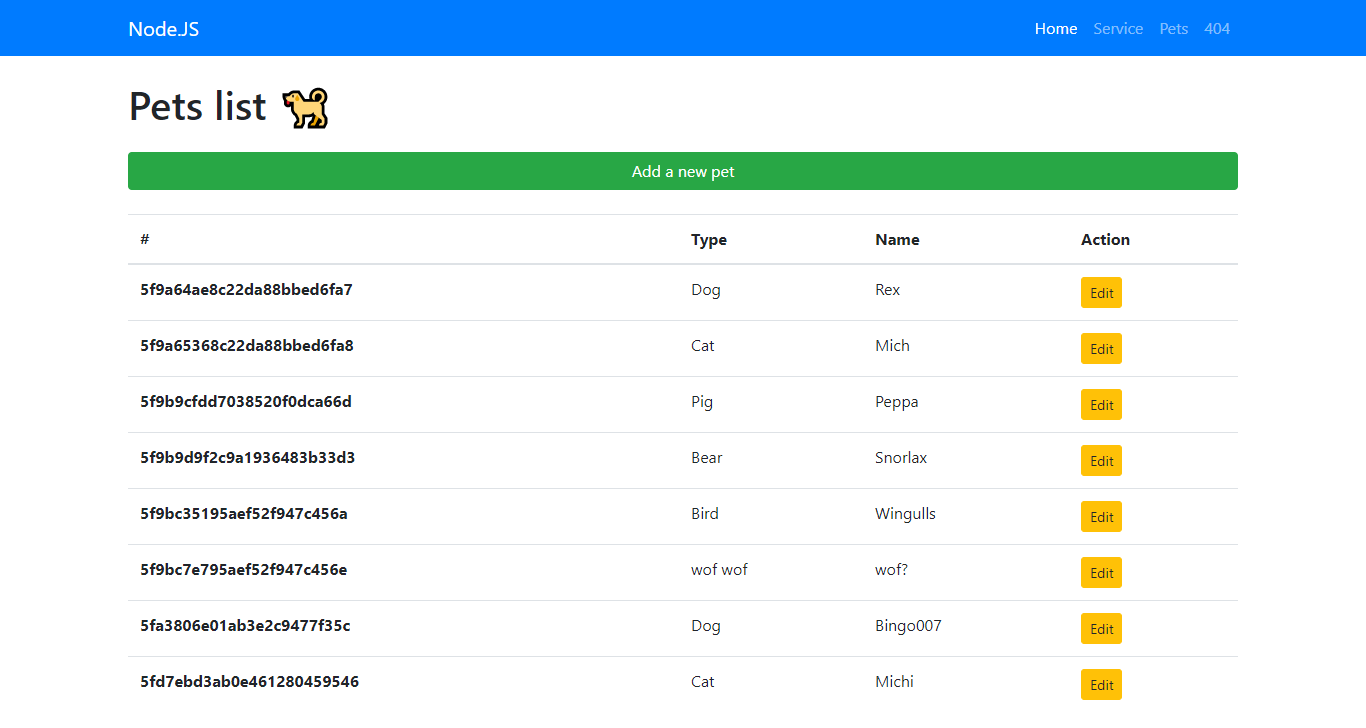 Node.JS Home Service Pets 404
Pets list
Add a new pet
# Type Name Action
5f9a64ae8c22da88bbed6fa7 Dog Rex Edit
5f9a65368c22da88bbed6fa8 Cat Mich Edit
5f9b9cfdd7038520f0dca66d Pig Peppa Edit
5f9b9d9f2c9a1936483b33d3 Bear Snorlax Edit
5f9bc35195aef52f947c456a Bird Wingulls Edit
5f9bc7e795aef52f947c456e wof wof wof? Edit
5fa3806e01ab3e2c9477f35c Dog Bingo007 Edit
5fd7ebd3ab0e461280459546 Cat Michi Edit